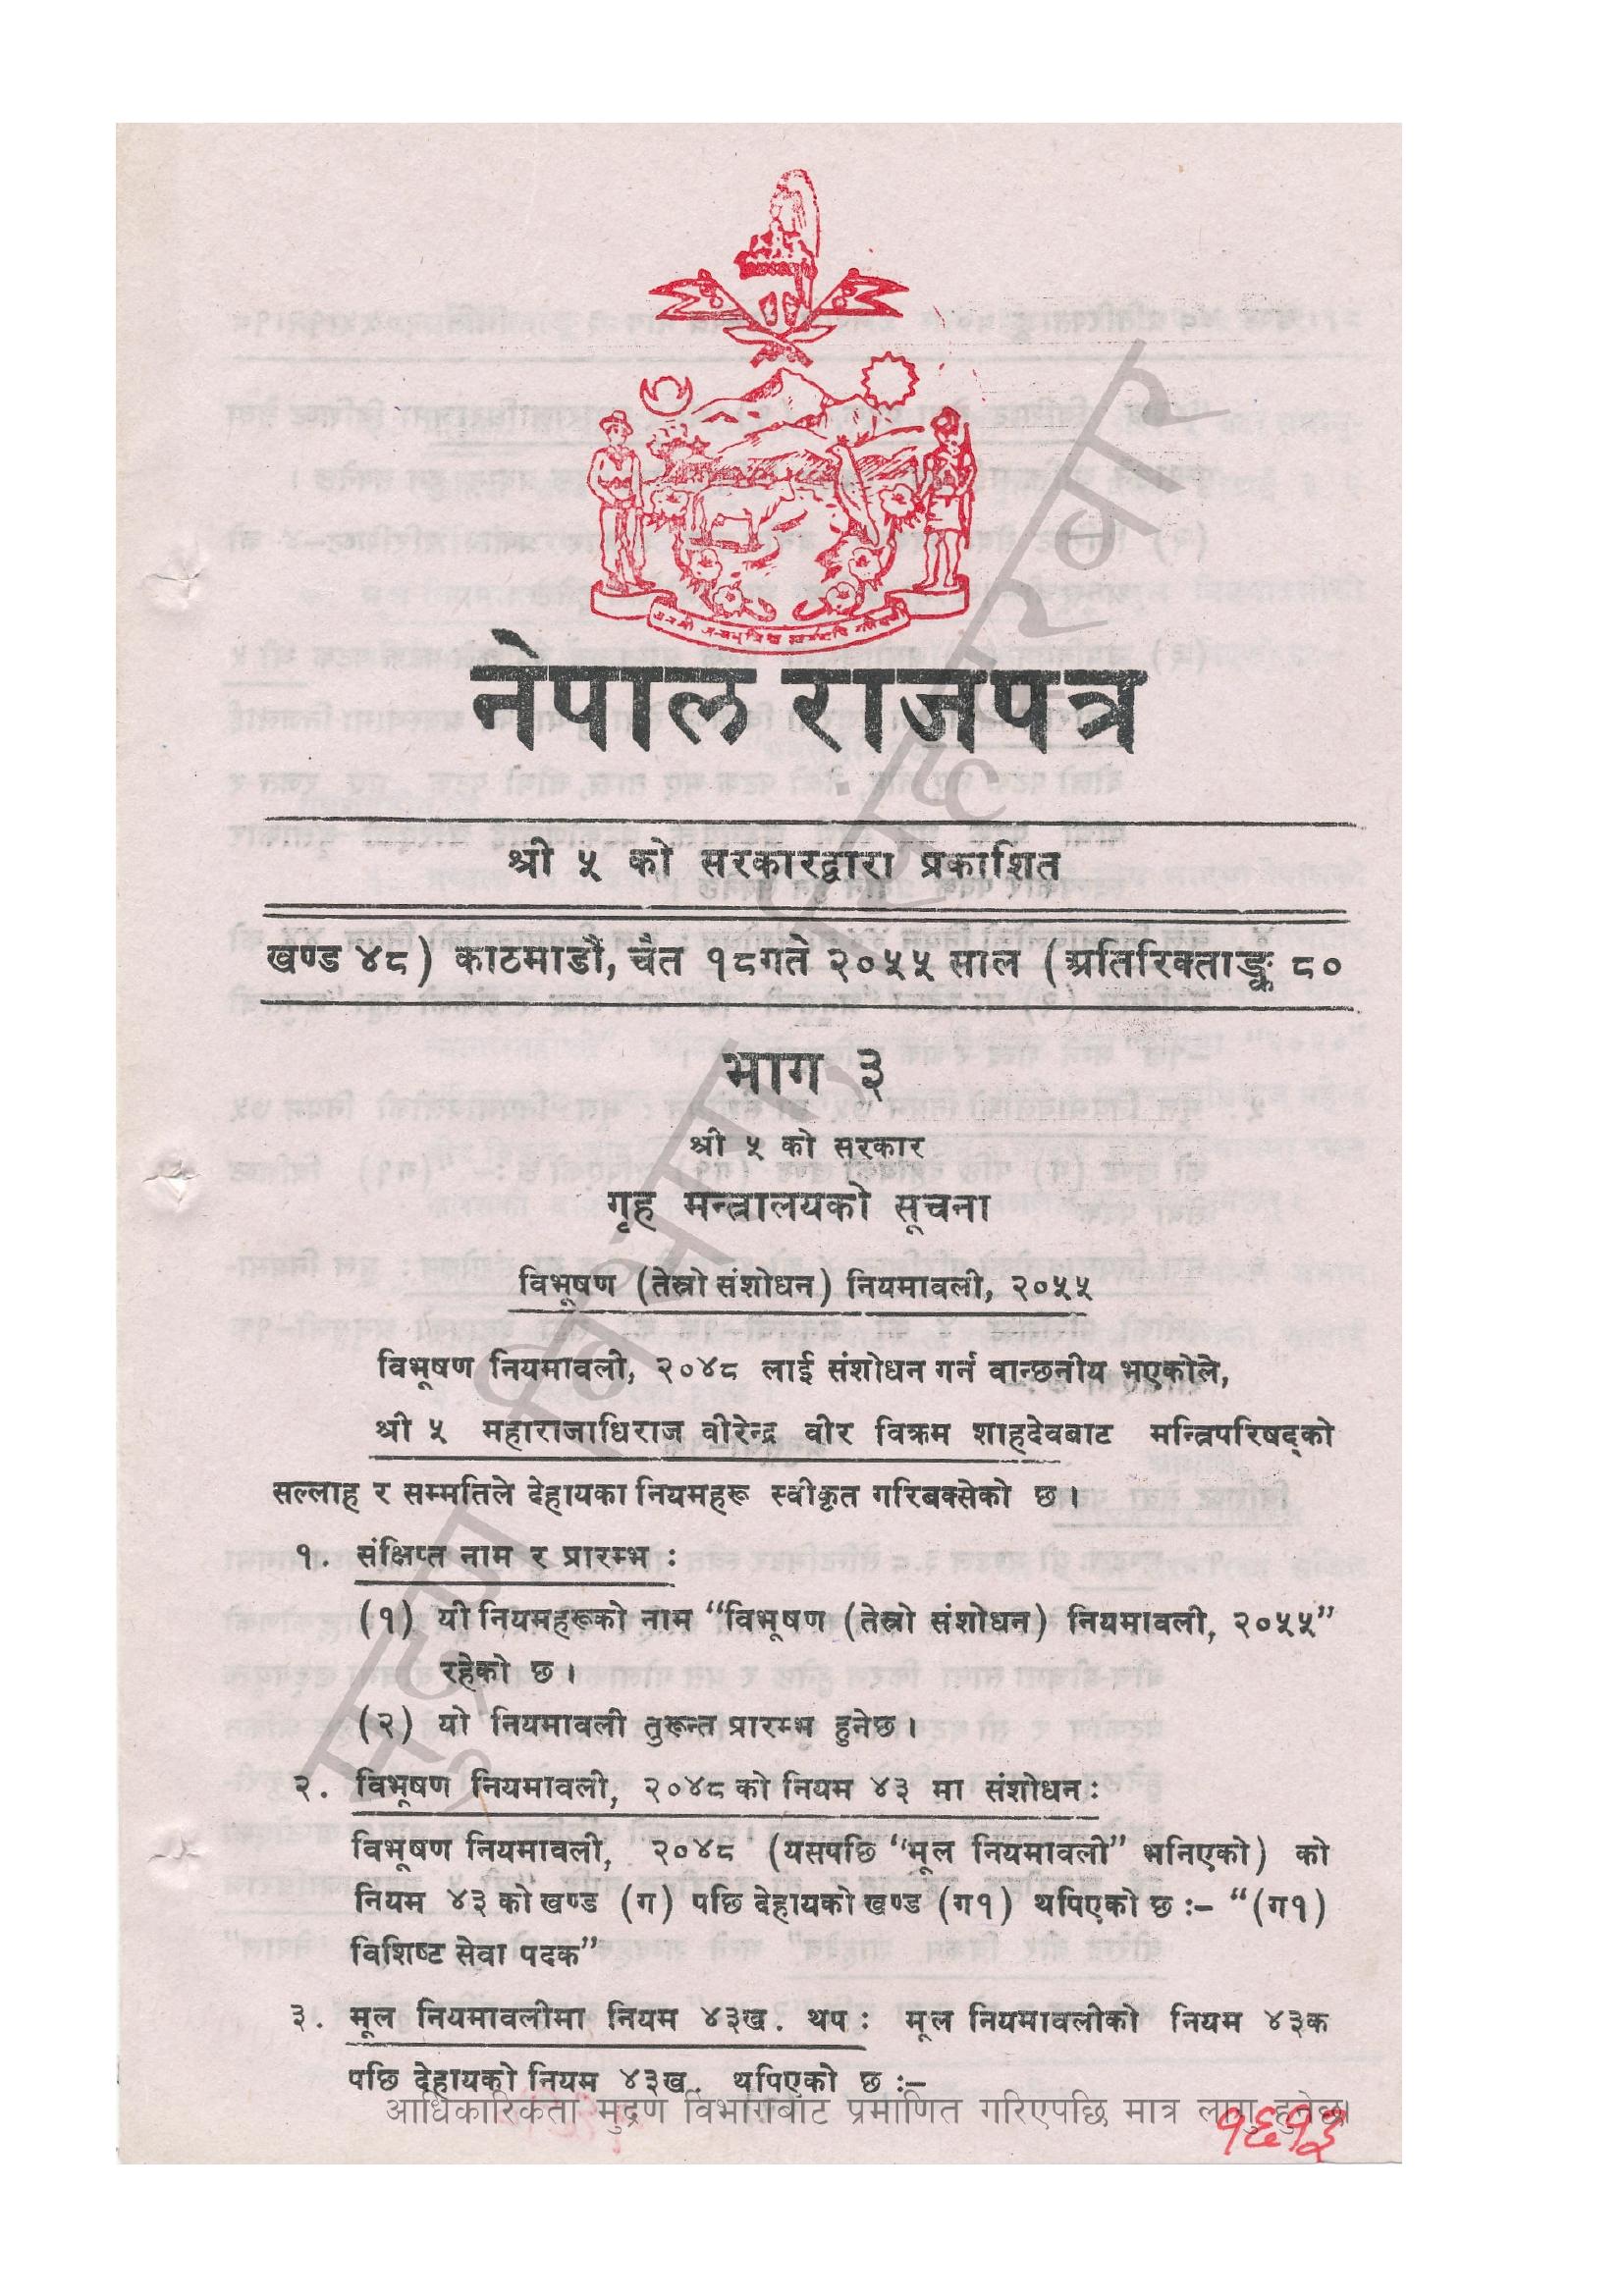 नेपाल राजपत्र
श्री ५ को सरकारद्वारा प्रकाशित
खण्ड ४८) काठमाडौं, चैत १८गते २०५५ साल (अतिरिक्ताङ्क ८०
भाग ३
श्री ५ को सरकार
गृह मन्त्रालयको सूचना
विभूषण (तेस्रो संशोधन) नियमावली, २०५५
विभूषण नियमावली, २०४८ लाई संशोधन गर्न वान्छनीय भएकोले,
श्री ५ महाराजाधिराज वीरेन्द्र वीर विक्रम शाहदेवबाट मन्त्रिपरिषद्को
सल्लाह र सम्मतिले देहायका नियमहरू स्वीकृत गरिबक्सेको छ ।
१. संक्षिप्त नाम र प्रारम्भ :
(१) यी नियमहरूको नाम “विभूषण (तेस्रो संशोधन) नियमावली, २०५५”
रहेको छ ।
(२) यो नियमावली तुरून्त प्रारम्भ हुनेछ ।
२. विभूषण नियमावली, २०४८ को नियम ४३ मा संशोधन :
विभूषण नियमावली, २०४८ (यसपछि “मूल नियमावली” भनिएको) को
नियम ४३ को खण्ड (ग) पछि देहायको खण्ड (ग१) थपिएको छ :– “(ग१)
विशिष्ट सेवा पदक”
३. मूल नियमावलीमा नियम ४३ख. थप : मूल नियमावलीको नियम ४३क
पछि देहायको नियम ४३ख. थपिएको छ :–
आधिकारिकता मुद्रण विभागबाट प्रमाणित गरिएपछि मात्र लागु हुनेछ।
१६१३
मुद्रण विभाग